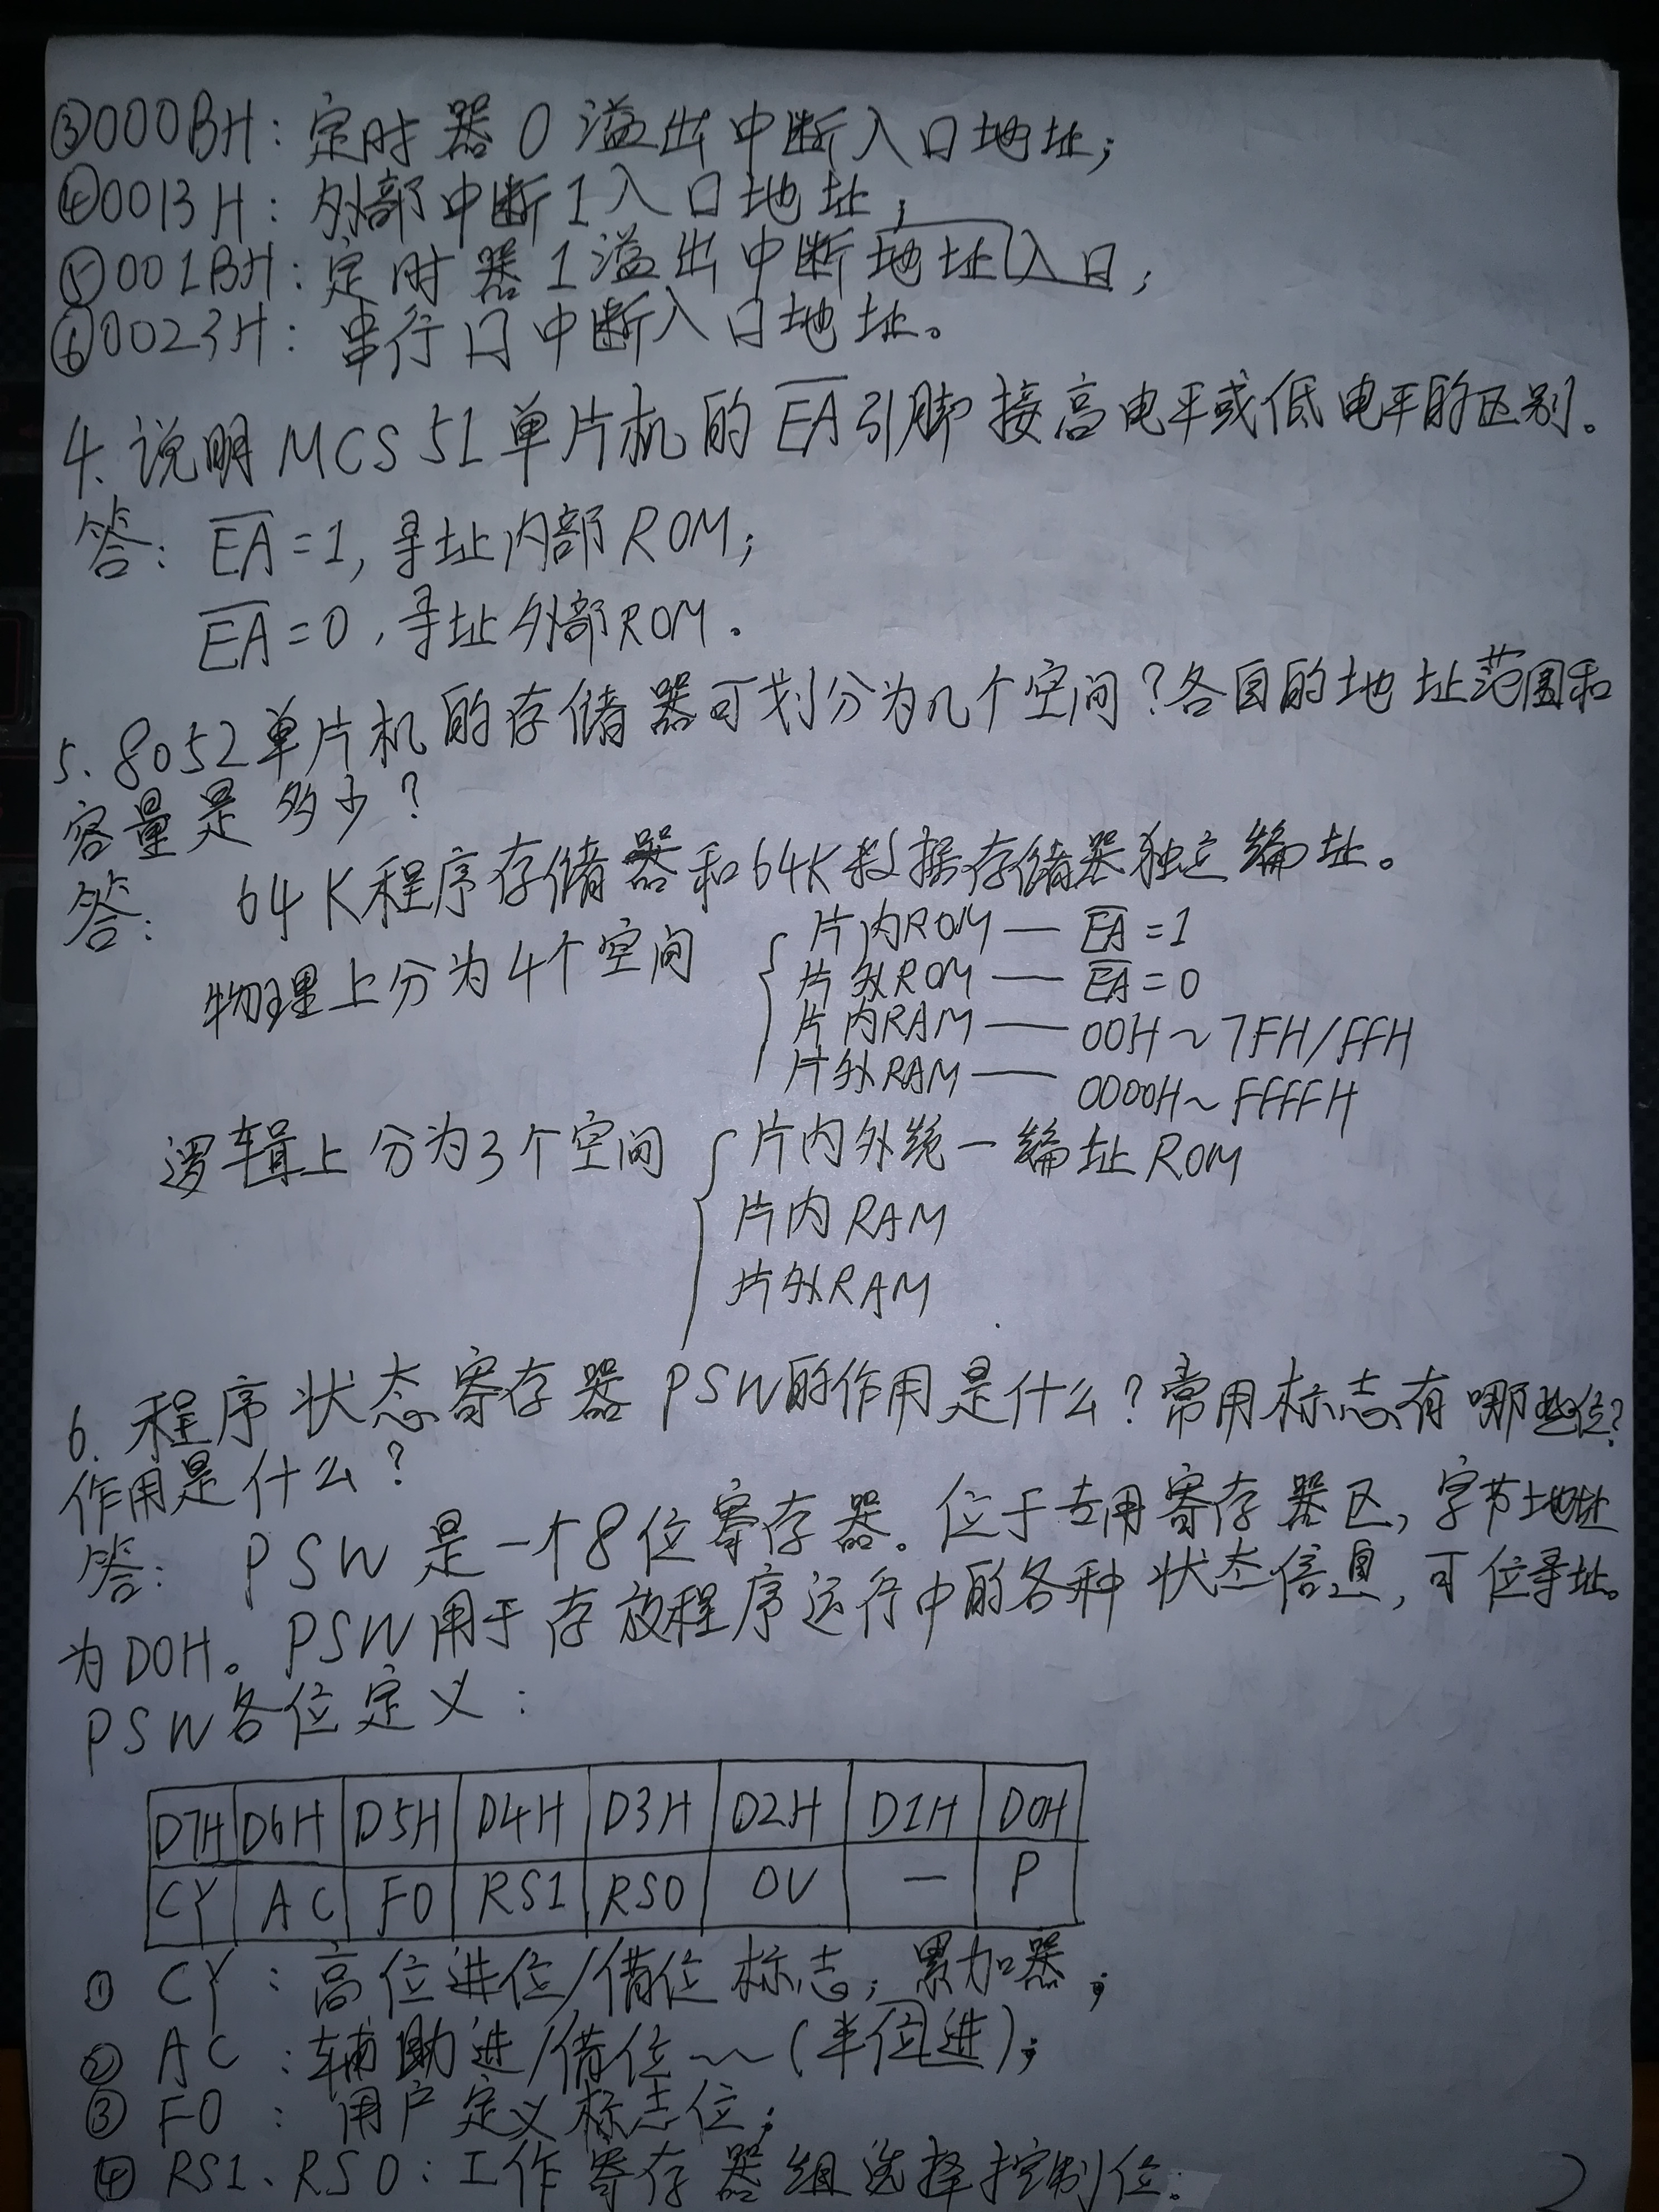 ③000BH：定时器0溢出中断入口地址；
④0013H：外部中断1入口地址；
⑤001BH：定时器1溢出中断地址入口；
⑥0023H：串行口中断入口地址。
4. 说明MCS51单片机的E̅A̅引脚接高电平或低电平的区别。
答：E̅A̅=1，寻址内部ROM；
E̅A̅=0，寻址外部ROM.
5、8052单片机的存储器可划分为几个空间？各自的地址范围和
容量是多少？
答：64K程序存储器和64K数据存储器独立编址。
物理上分为4个空间
片内ROM — E̅A̅=1
片外ROM — E̅A̅=0
片内RAM — 00H～7FH/FFH
片外RAM — 0000H～FFFFH
逻辑上分为3个空间 片内外统一编址ROM
片内RAM
片外RAM
6. 程序状态寄存器PSW的作用是什么？常用标志有哪些位？
作用是什么？
答：PSW是一个8位寄存器。位于专用寄存器区，字节地址
为D0H。PSW用于存放程序运行中的各种状态信息，可位寻址。
PSW各位定义：
D7H D6H D5H D4H D3H D2H D1H D0H
CY AC F0 RS1 RS0 OV — P
① CY：高位进位/借位标志；累加器；
② AC：辅助进/借位～～(半位进)；
③ F0：用户定义标志位；
④ RS1、RS0：工作寄存器组选择控制位：
2